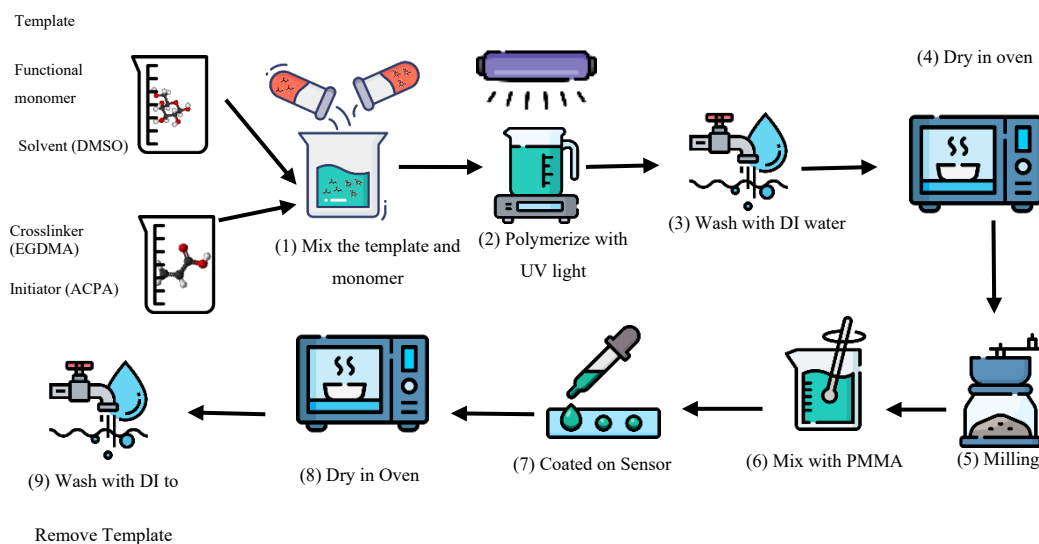 Template
Functional
monomer
Solvent (DMSO)
Crosslinker
(EGDMA)
Initiator (ACPA)
(1) Mix the template and
monomer
(2) Polymerize with
UV light
(3) Wash with DI water
(4) Dry in oven
(5) Milling
(6) Mix with PMMA
(7) Coated on Sensor
(8) Dry in Oven
(9) Wash with DI to
Remove Template